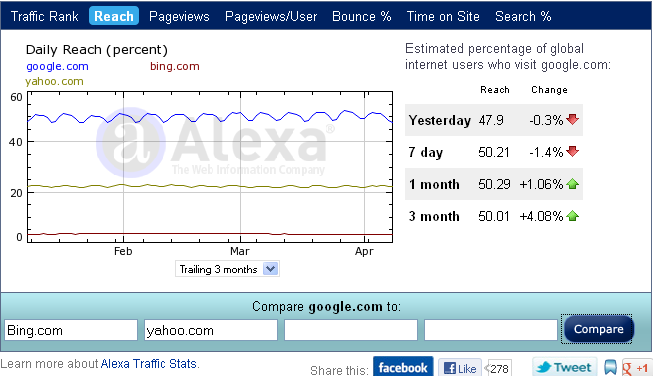 Traffic Rank Reach Pageviews Pageviews/User Bounce % Time on Site Search %
Daily Reach (percent)
google.com bing.com
yahoo.com
60
40
20
0
Feb Mar Apr
Alexa®
The Web Information Company
Trailing 3 months
Estimated percentage of global
internet users who visit google.com:
Reach Change
Yesterday 47.9 -0.3%
7 day 50.21 -1.4%
1 month 50.29 +1.06%
3 month 50.01 +4.08%
Compare google.com to:
Bing.com yahoo.com Compare
Learn more about Alexa Traffic Stats.
Share this: facebook Like 278 Tweet +1